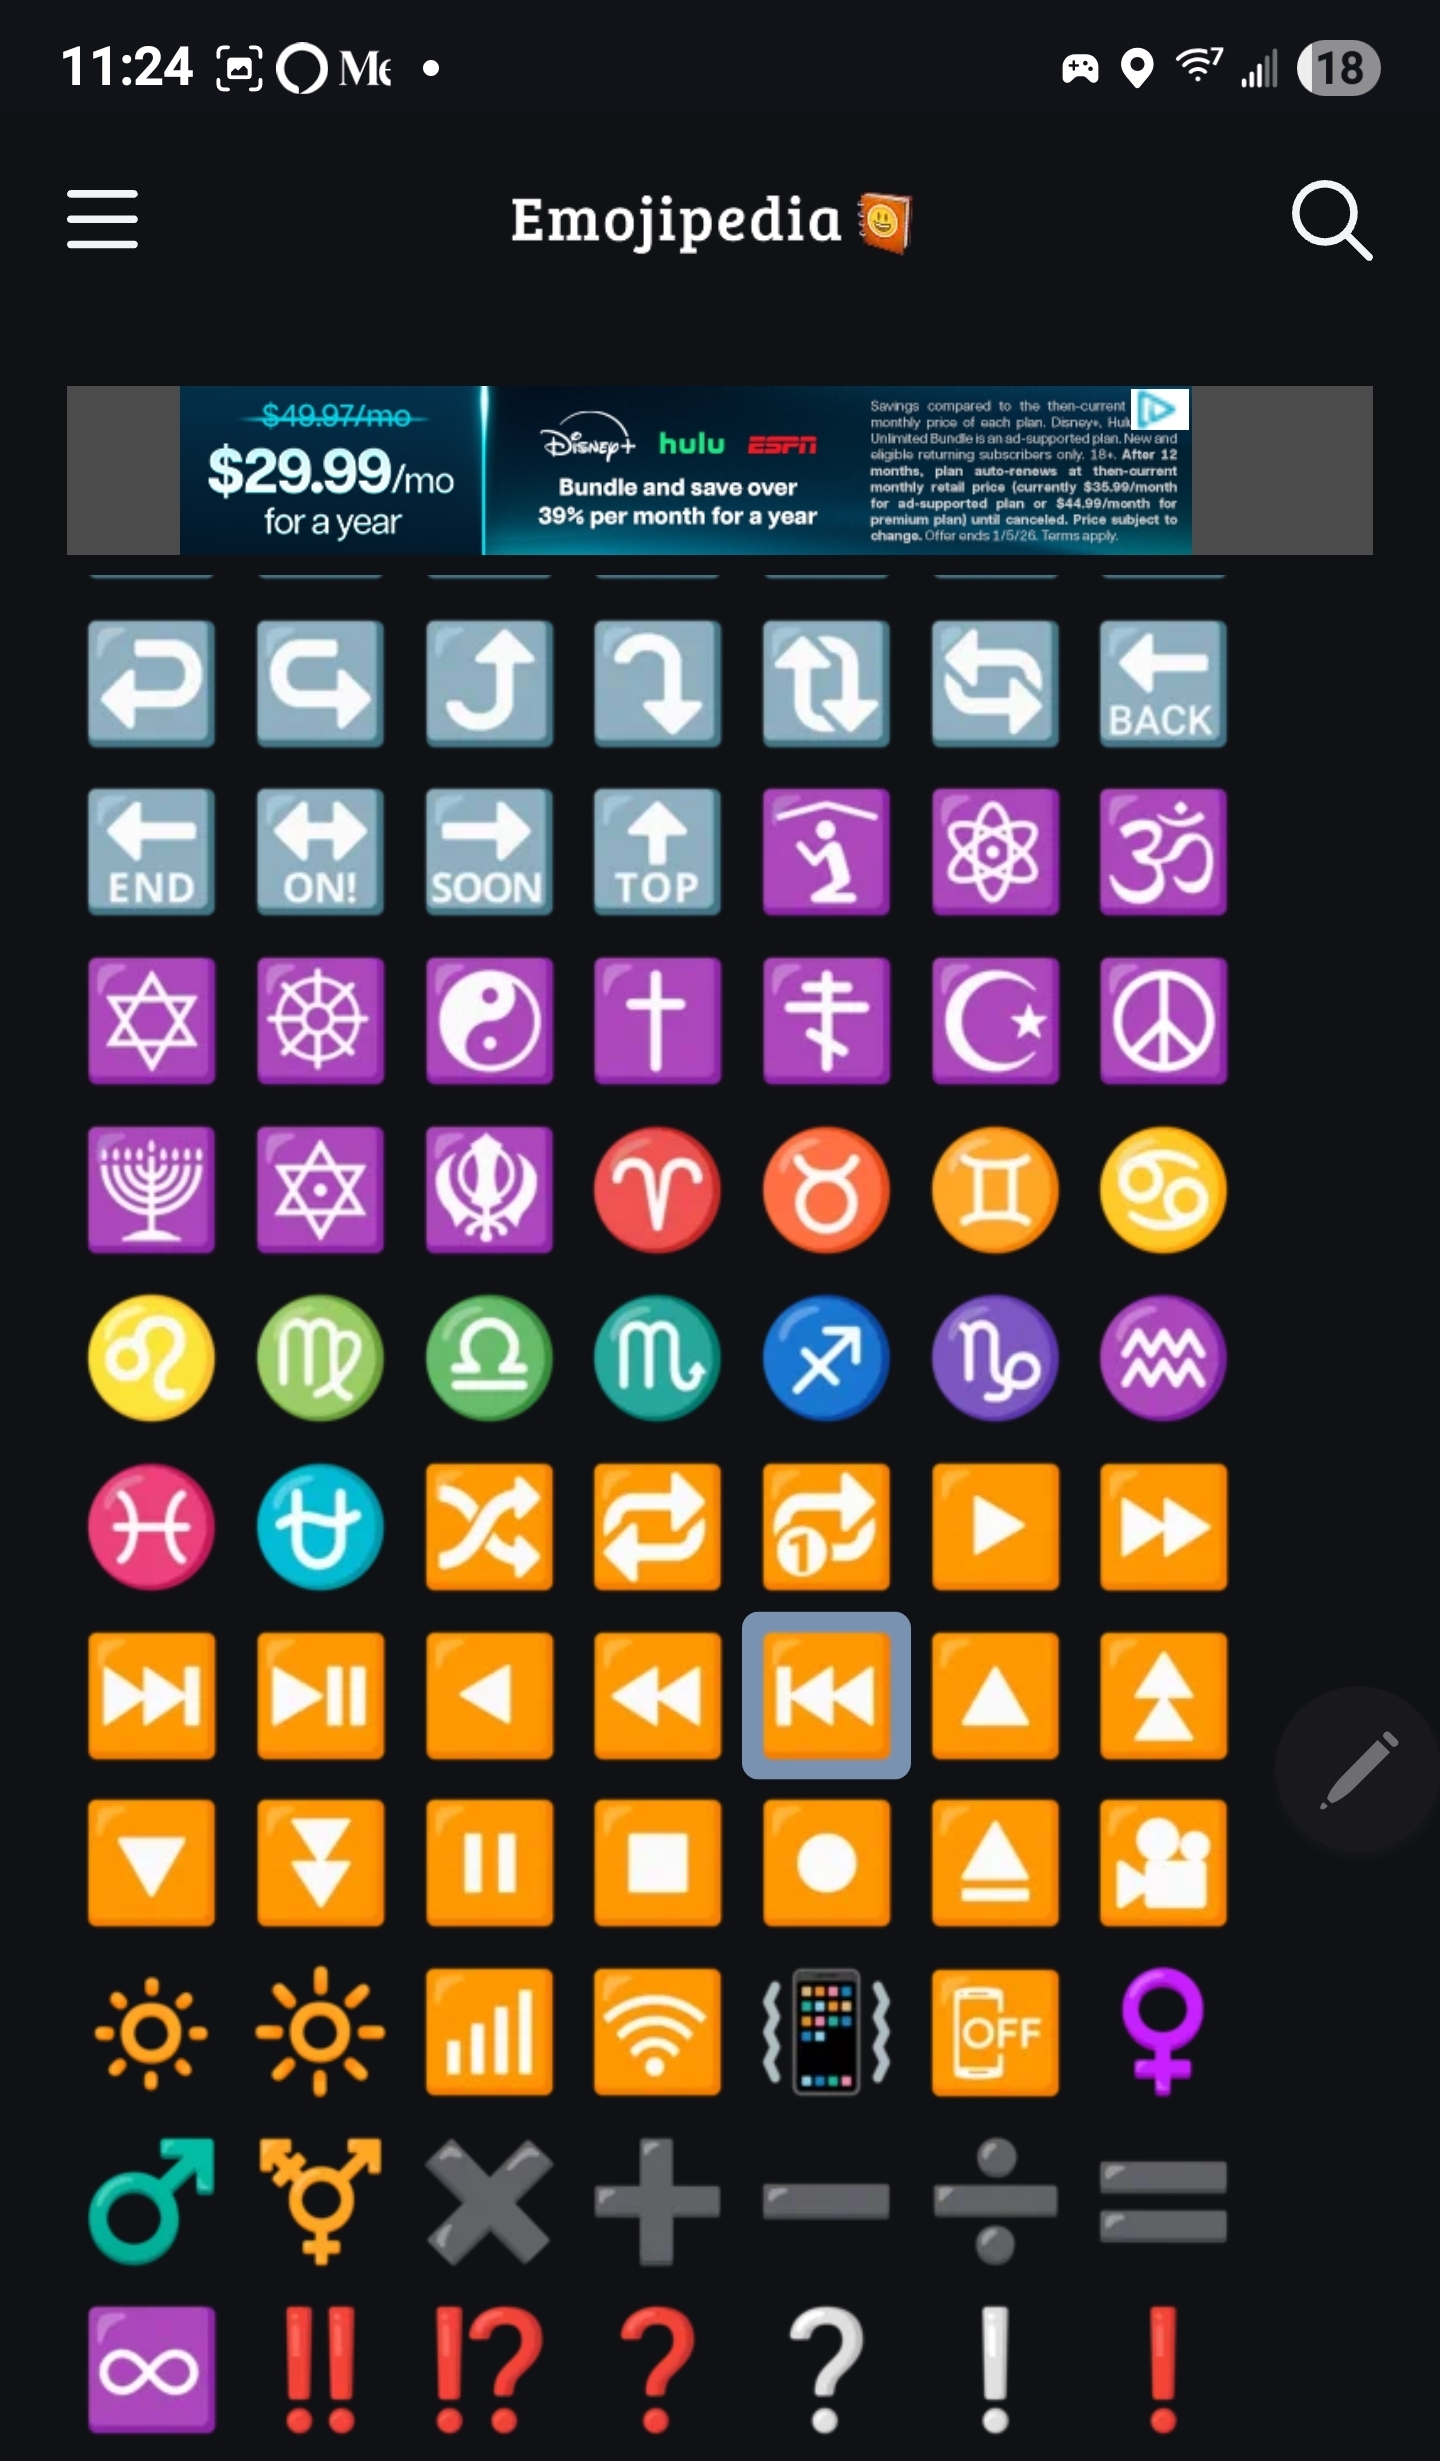 11:24
7
18
Emojipedia
$49.97/mo
$29.99/mo
for a year
Disney+ hulu ESPN
Bundle and save over
39% per month for a year
Savings compared to the then-current
monthly price of each plan. Disney+,
Unlimited Bundle is an ad-supported plan. New and
eligible returning subscribers only. 18+. After 12
months, plan auto-renews at then-current
monthly retail price (currently $35.99/month
for ad-supported plan or $44.99/month for
premium plan) until canceled. Price subject to
change. Offer ends 1/5/26. Terms apply.
BACK
END ON! SOON TOP ॐ
1
OFF